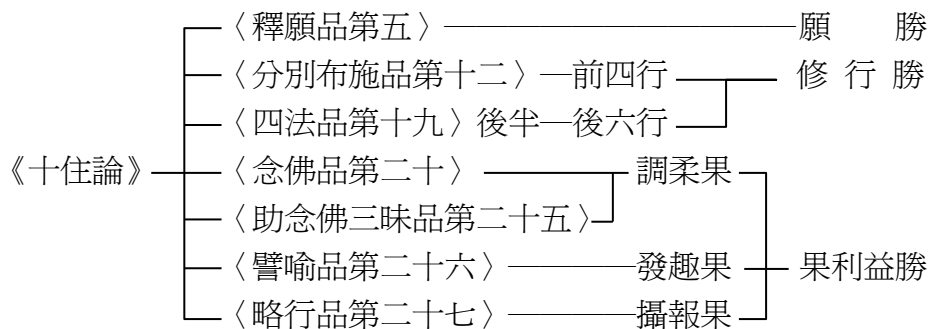 〈釋願品第五〉 願 勝
〈分別布施品第十二〉 前四行 修行勝
〈四法品第十九〉後半 後六行
《十住論》 〈念佛品第二十〉 調柔果
〈助念佛三昧品第二十五〉
〈譬喻品第二十六〉 發趣果 果利益勝
〈略行品第二十七〉 攝報果